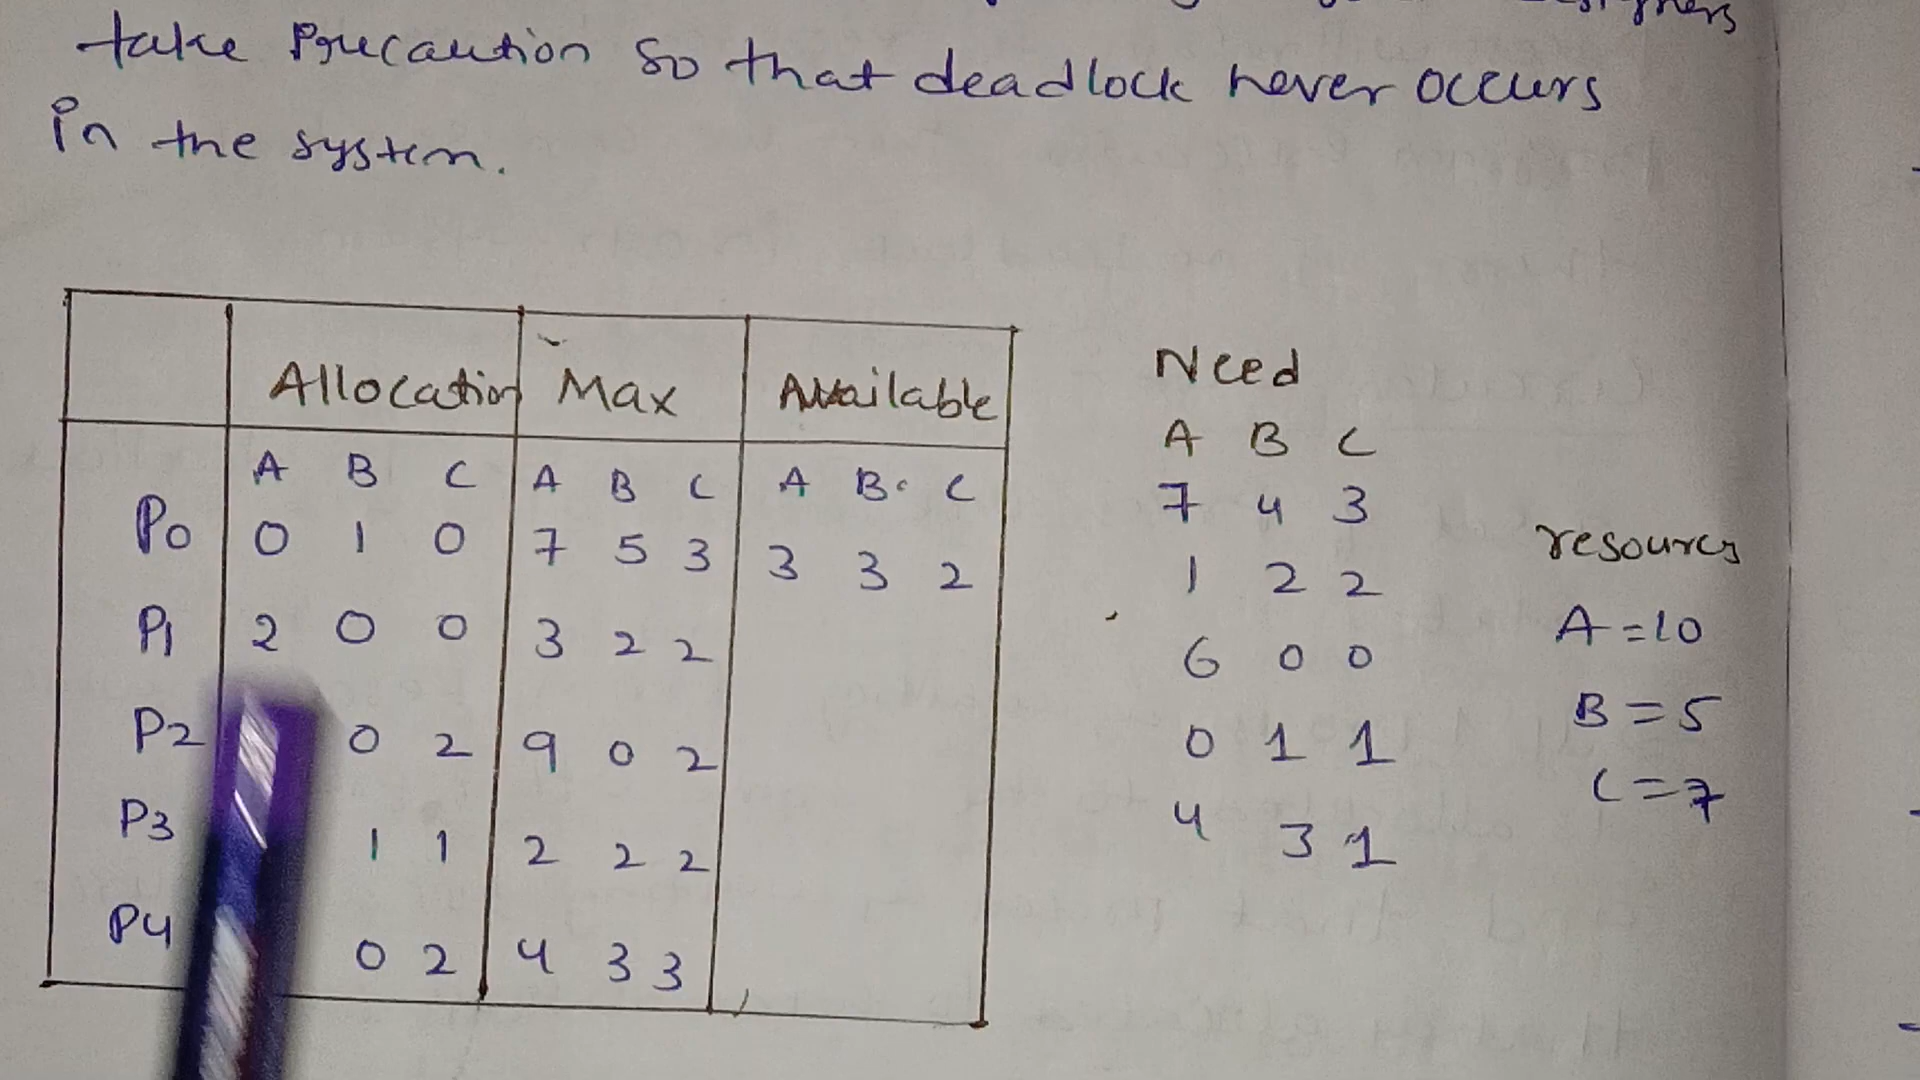 take Precaution so that deadlock never occurs
in the system.
Allocation Max Available
A B C A B C A B C
P0 0 1 0 7 5 3 3 3 2
P1 2 0 0 3 2 2
P2 0 2 9 0 2
P3 1 1 2 2 2
P4 0 2 4 3 3
Need
A B C
7 4 3
1 2 2
6 0 0
0 1 1
4 3 1
A=10
B=5
C=7